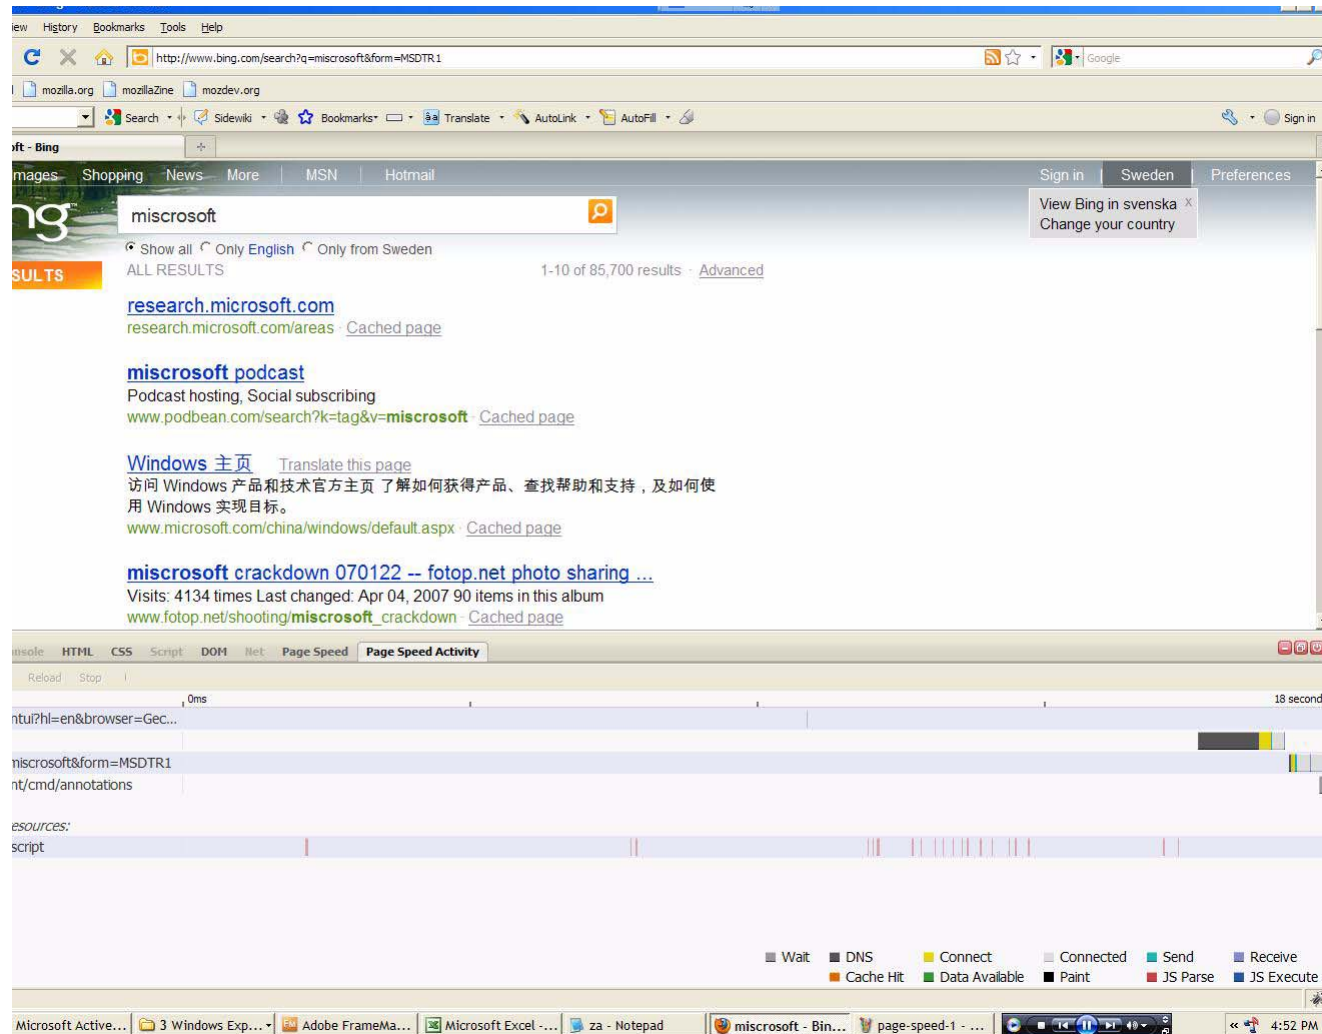 iew History Bookmarks Tools Help
http://www.bing.com/search?q=miscrosoft&form=MSDTR1 Google
mozilla.org mozillaZine mozdev.org
Search Sidewiki Bookmarks Translate AutoLink AutoFill Sign in
oft - Bing
mages Shopping News More MSN Hotmail Sign in Sweden Preferences
ng™ miscrosoft
View Bing in svenska x
Change your country
Show all Only English Only from Sweden
SULTS ALL RESULTS 1-10 of 85,700 results · Advanced
research.microsoft.com
research.microsoft.com/areas · Cached page
miscrosoft podcast
Podcast hosting, Social subscribing
www.podbean.com/search?k=tag&v=miscrosoft · Cached page
Windows 主页 Translate this page
访问 Windows 产品和技术官方主页 了解如何获得产品、查找帮助和支持，及如何使
用 Windows 实现目标。
www.microsoft.com/china/windows/default.aspx · Cached page
miscrosoft crackdown 070122 -- fotop.net photo sharing ...
Visits: 4134 times Last changed: Apr 04, 2007 90 items in this album
www.fotop.net/shooting/miscrosoft_crackdown · Cached page
onsole HTML CSS Script DOM Net Page Speed Page Speed Activity
Reload Stop
0ms 18 second
ntui?hl=en&browser=Gec...
miscrosoft&form=MSDTR1
nt/cmd/annotations
esources:
script
Wait DNS Connect Connected Send Receive
Cache Hit Data Available Paint JS Parse JS Execute
Microsoft Active... 3 Windows Exp... Adobe FrameMa... Microsoft Excel -... za - Notepad miscrosoft - Bin... page-speed-1 - ... « 4:52 PM